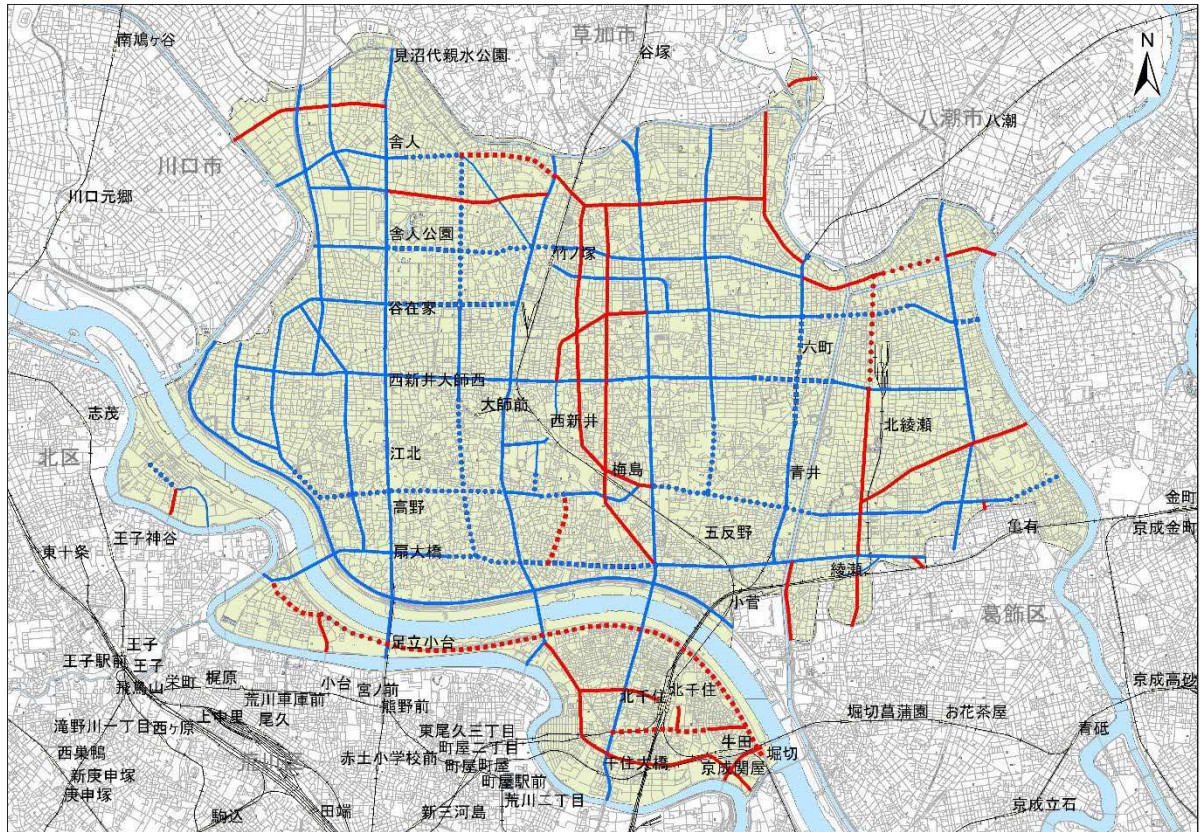 草加市
南鳩ヶ谷
見沼代親水公園
谷塚
N
八潮市
八潮
舎人
川口市
川口元郷
舎人公園
竹ノ塚
谷在家
六町
西新井大師西
大師前
志茂
西新井
北綾瀬
北区
江北
梅島
青井
高野
金町
亀有
京成金町
王子神谷
五反野
東十条
扇大橋
綾瀬
小菅
葛飾区
足立小台
王子
王子駅前
王子
飛鳥山
栄町
梶原
小台
宮ノ前
北千住
北千住
京成高砂
荒川車庫前
熊野前
上中里
尾久
堀切菖蒲園
お花茶屋
滝野川一丁目
西ヶ原
東尾久三丁目
青砥
牛田
堀切
西巣鴨
赤土小学校前
町屋二丁目
千住大橋
京成関屋
新庚申塚
町屋
町屋
町屋駅前
庚申塚
荒川二丁目
京成立石
駒込
田端
新三河島